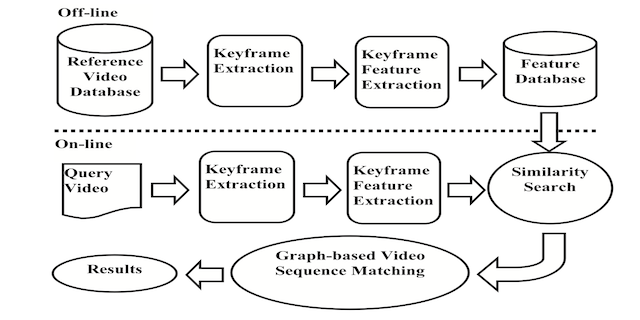 Off-line
Reference
Video
Database
Keyframe
Extraction
Keyframe
Feature
Extraction
Feature
Database
On-line
Query
Video
Keyframe
Extraction
Keyframe
Feature
Extraction
Similarity
Search
Graph-based Video
Sequence Matching
Results